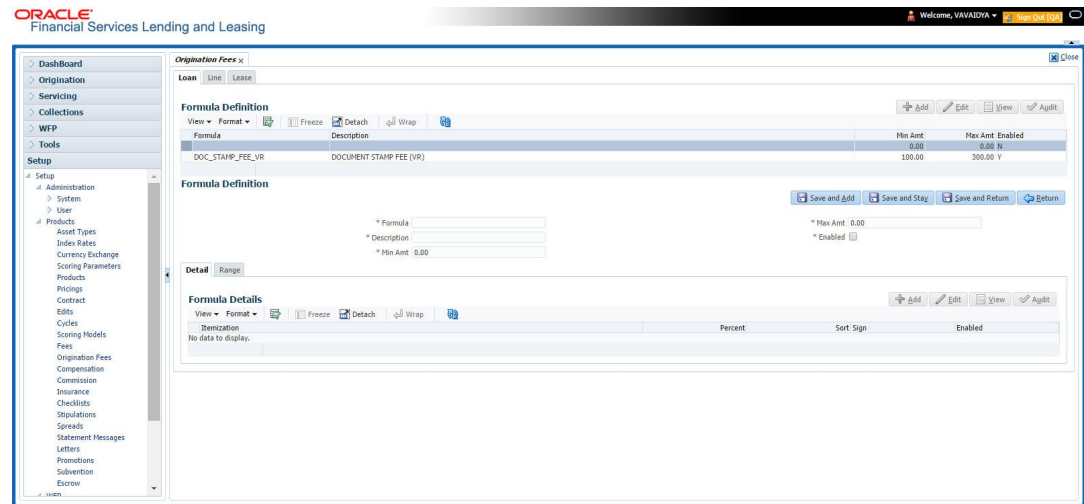 ORACLE
Financial Services Lending and Leasing
Welcome, VAVAIDYA
Sign Out [QA]
DashBoard
Origination
Servicing
Collections
WFP
Tools
Setup
Setup
Administration
System
User
Products
Asset Types
Index Rates
Currency Exchange
Scoring Parameters
Products
Pricings
Contract
Edits
Cycles
Scoring Models
Fees
Origination Fees
Compensation
Commission
Insurance
Checklists
Stipulations
Spreads
Statement Messages
Letters
Promotions
Subvention
Escrow
WFP
Origination Fees x
Close
Loan Line Lease
Formula Definition
Add Edit View Audit
View Format Freeze Detach Wrap
Formula Description Min Amt Max Amt Enabled
0.00 0.00 N
DOC_STAMP_FEE_VR DOCUMENT STAMP FEE (VR) 100.00 300.00 Y
Formula Definition
Save and Add Save and Stay Save and Return Return
* Formula
* Description
* Min Amt 0.00
* Max Amt 0.00
* Enabled
Detail Range
Formula Details
Add Edit View Audit
View Format Freeze Detach Wrap
Itemization Percent Sort Sign Enabled
No data to display.